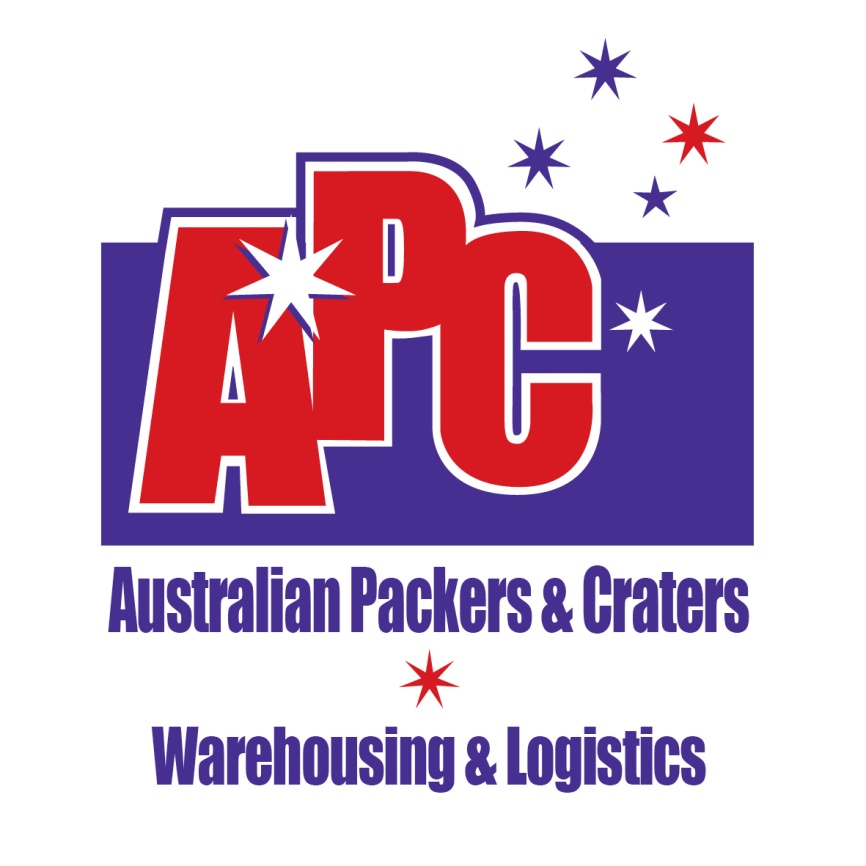 APC
Australian Packers & Craters
Warehousing & Logistics